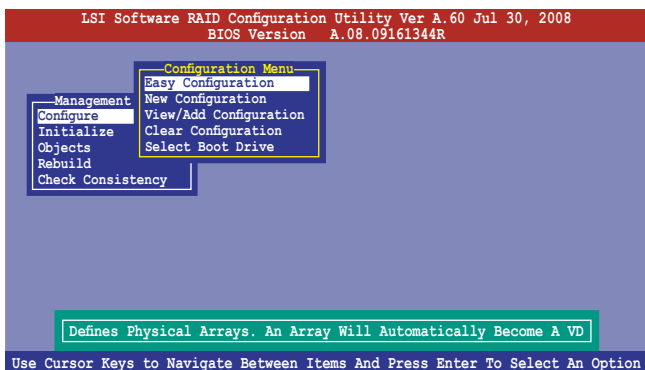 LSI Software RAID Configuration Utility Ver A.60 Jul 30, 2008
BIOS Version A.08.09161344R
Configuration Menu
Easy Configuration
New Configuration
View/Add Configuration
Clear Configuration
Select Boot Drive
Management
Configure
Initialize
Objects
Rebuild
Check Consistency
Defines Physical Arrays. An Array Will Automatically Become A VD
Use Cursor Keys to Navigate Between Items And Press Enter To Select An Option